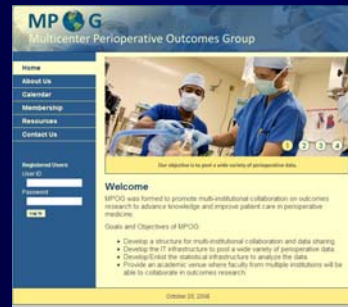 MPOG
Multicenter Perioperative Outcomes Group
Home
About Us
Calendar
Membership
Resources
Contact Us
1 2 3 4
Our objective is to post a wide variety of perioperative data.
Registered Users
User ID
Password
Log In
Welcome
MPOG was formed to promote multi-institutional collaboration on outcomes
research to advance knowledge and improve patient care in perioperative
medicine.
Goals and Objectives of MPOG:
Develop a structure for multi-institutional collaboration and data sharing
Develop the IT infrastructure to post a wide variety of perioperative data
Develop/Enlist the statistical infrastructure to analyze the data
Provide an academic venue where faculty from multiple institutions will be
able to collaborate in outcomes research.
October 20, 2008